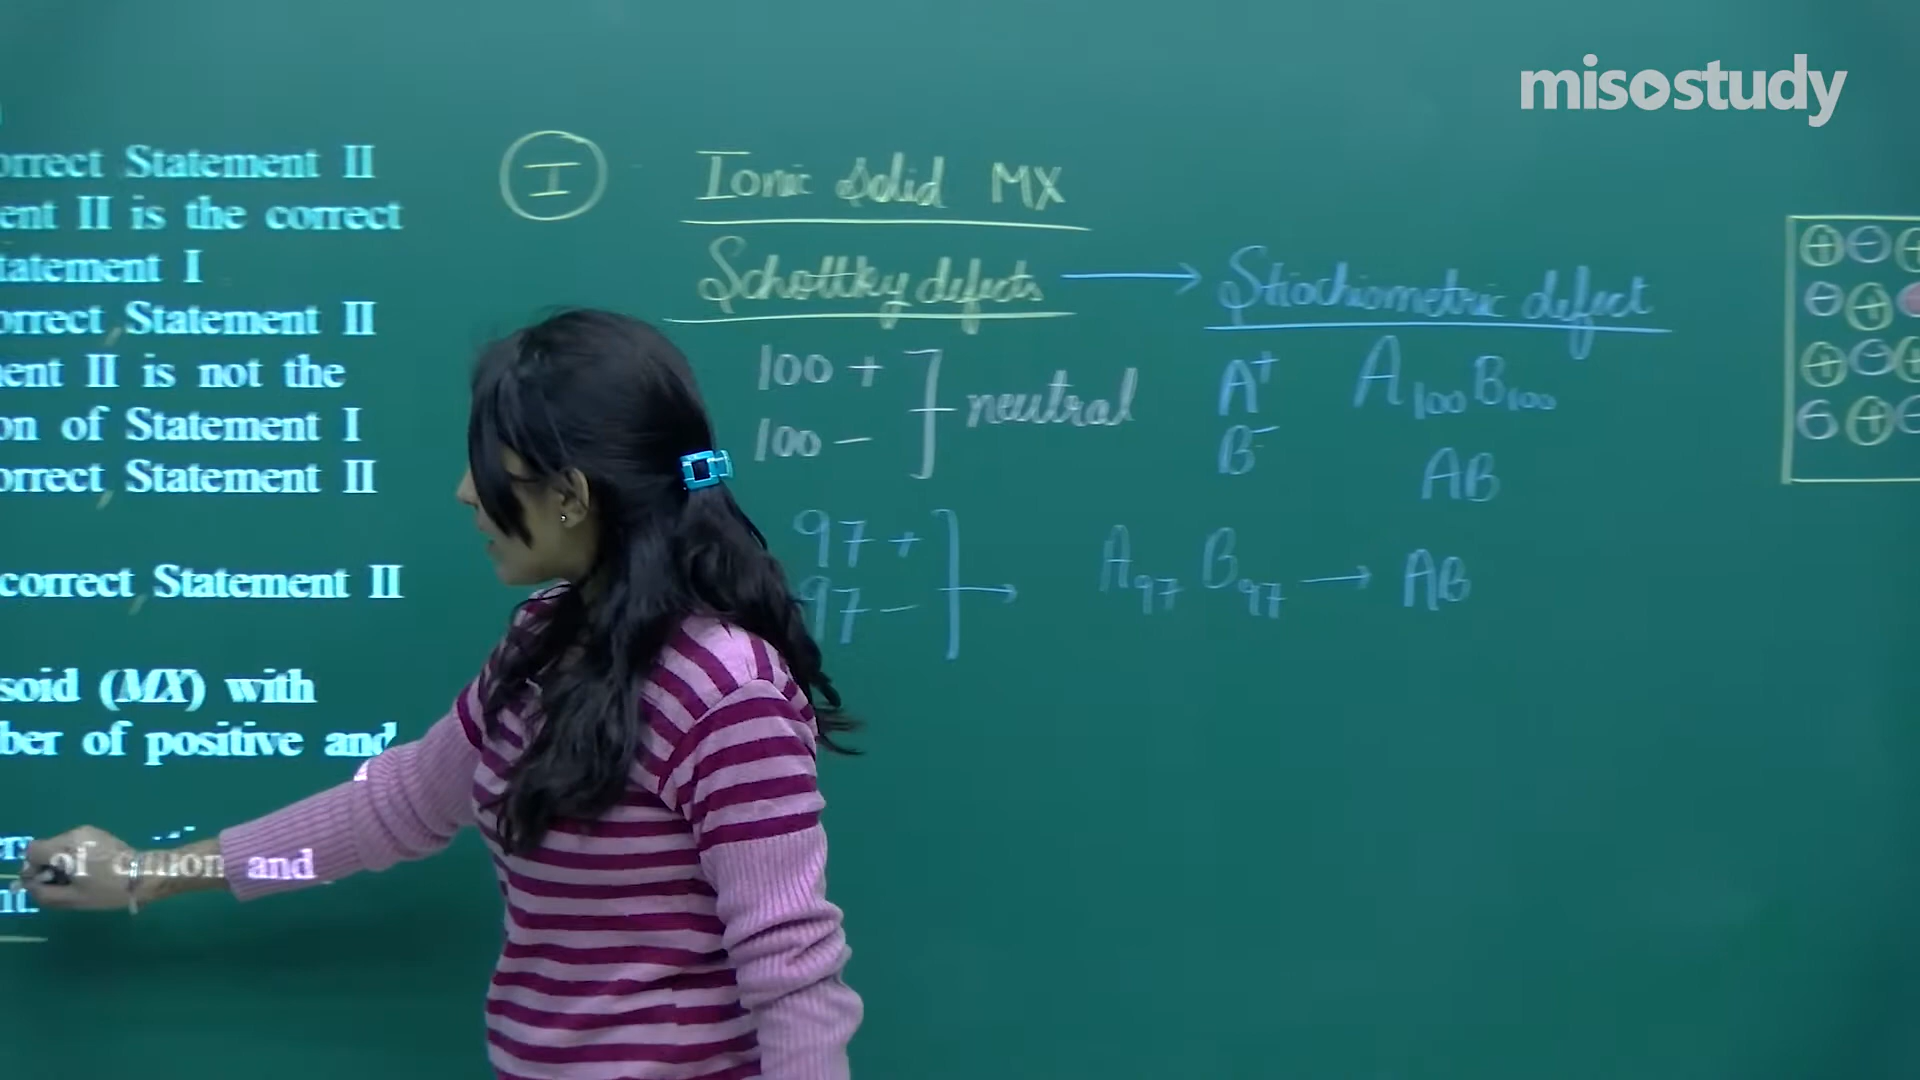 misostudy
orrect Statement II
ent II is the correct
tatement I
orrect, Statement II
ent II is not the
on of Statement I
orrect, Statement II
correct, Statement II
soid (MX) with
ber of positive and
of and
nt.
I
Ionic solid MX
Schottky defects → Stiochiometric defect
100 +
100 −
neutral
A⁺ A₁₀₀B₁₀₀
B⁻ AB
97 +
97 −
→ A₉₇ B₉₇ → AB